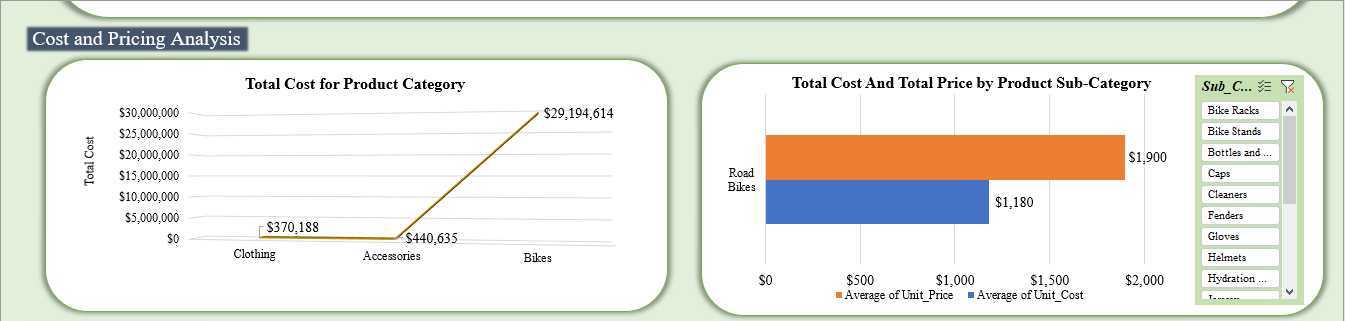 Cost and Pricing Analysis
Total Cost for Product Category
Total Cost
$30,000,000
$25,000,000
$20,000,000
$15,000,000
$10,000,000
$5,000,000
$0
$29,194,614
$370,188
$440,635
Clothing
Accessories
Bikes
Total Cost And Total Price by Product Sub-Category
Road
Bikes
$1,900
$1,180
$0
$500
$1,000
$1,500
$2,000
Average of Unit_Price
Average of Unit_Cost
Sub_C...
Bike Racks
Bike Stands
Bottles and ...
Caps
Cleaners
Fenders
Gloves
Helmets
Hydration ...